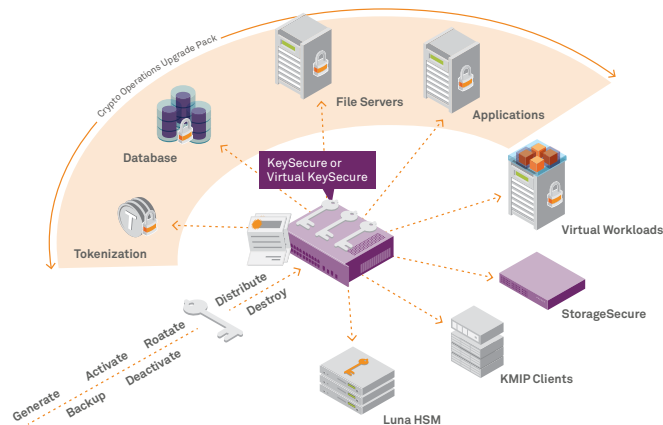 Crypto Operations Upgrade Pack
File Servers
Applications
Database
KeySecure or
Virtual KeySecure
T
Tokenization
Virtual Workloads
Distribute
Destroy
StorageSecure
Generate Activate Roatate
Backup Deactivate
KMIP Clients
Luna HSM